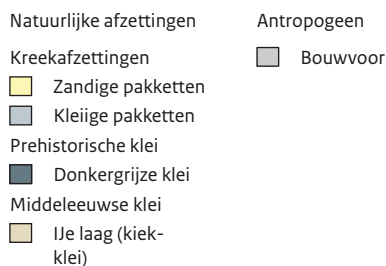 Natuurlijke afzettingen
Kreekafzettingen
Zandige pakketten
Kleiige pakketten
Prehistorische klei
Donkergrijze klei
Middeleeuwse klei
IJe laag (kiek-
klei)
Antropogeen
Bouwvoor